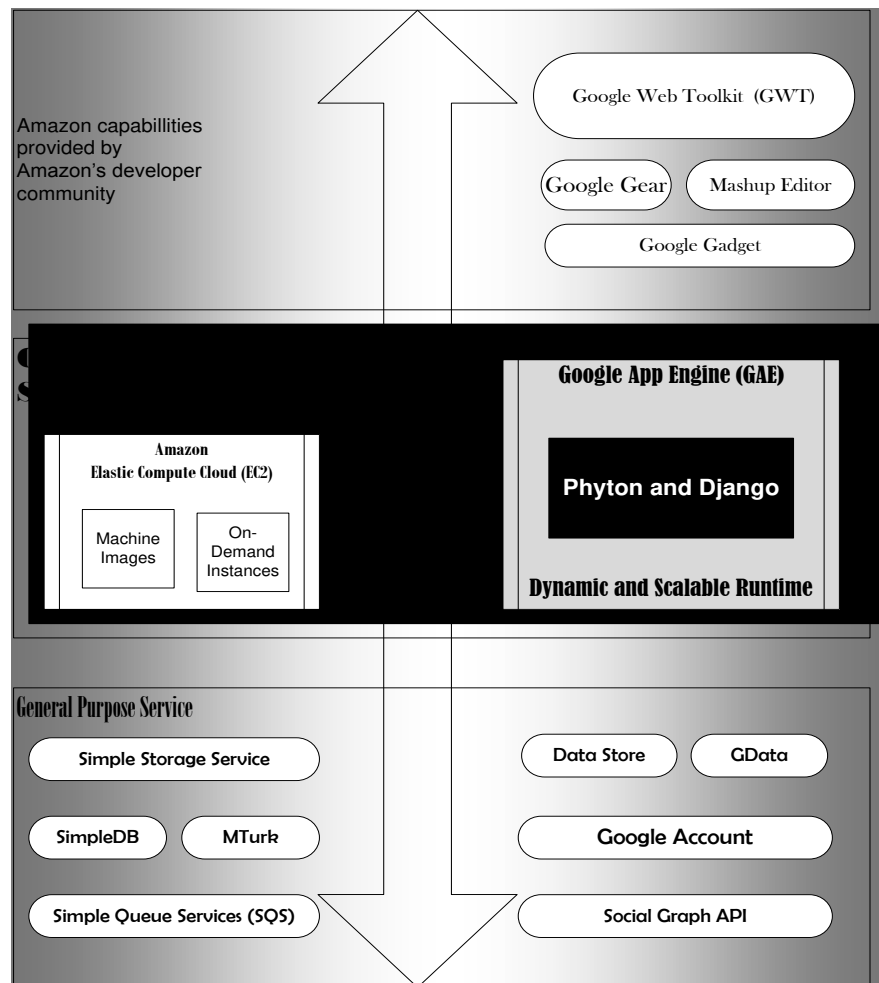 Amazon capabillities
provided by
Amazon's developer
community
Google Web Toolkit (GWT)
Google Gear
Mashup Editor
Google Gadget
Amazon
Elastic Compute Cloud (EC2)
Machine
Images
On-
Demand
Instances
Google App Engine (GAE)
Phyton and Django
Dynamic and Scalable Runtime
General Purpose Service
Simple Storage Service
SimpleDB
MTurk
Simple Queue Services (SQS)
Data Store
GData
Google Account
Social Graph API